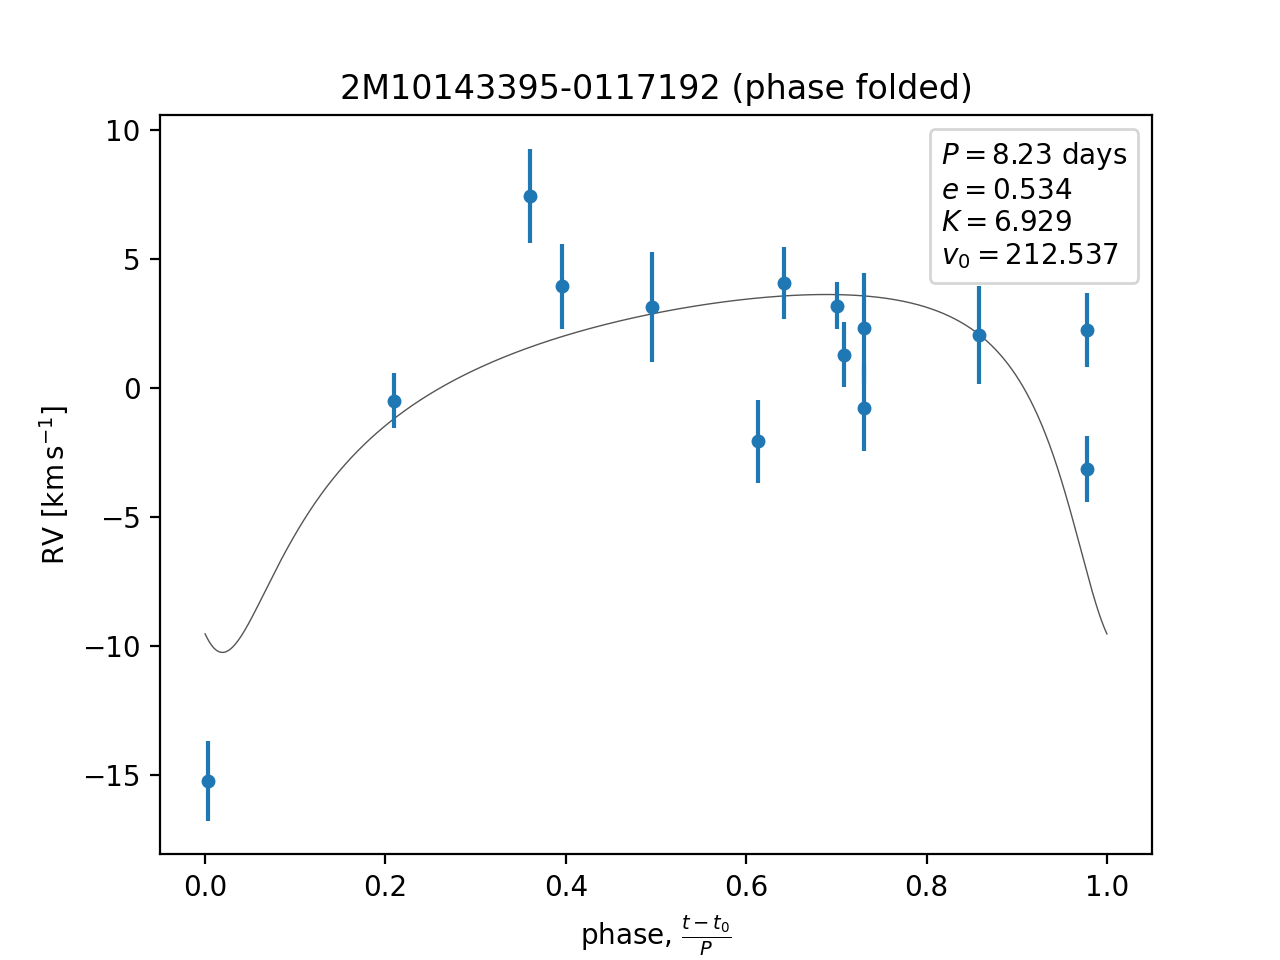 2M10143395-0117192 (phase folded)
P = 8.23 days
e = 0.534
K = 6.929
v₀ = 212.537
10
5
0
−5
−10
−15
RV [km s⁻¹]
0.0 0.2 0.4 0.6 0.8 1.0
phase, (t − t₀)/P